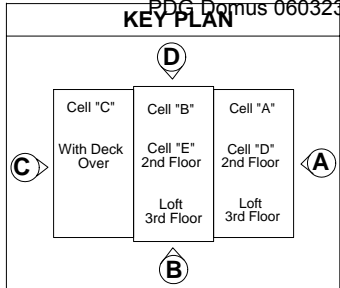 RDG Domus 060323
KEY PLAN
D
Cell "C"
With Deck
Over
Cell "B"
Cell "E"
2nd Floor
Loft
3rd Floor
Cell "A"
Cell "D"
2nd Floor
Loft
3rd Floor
C
A
B